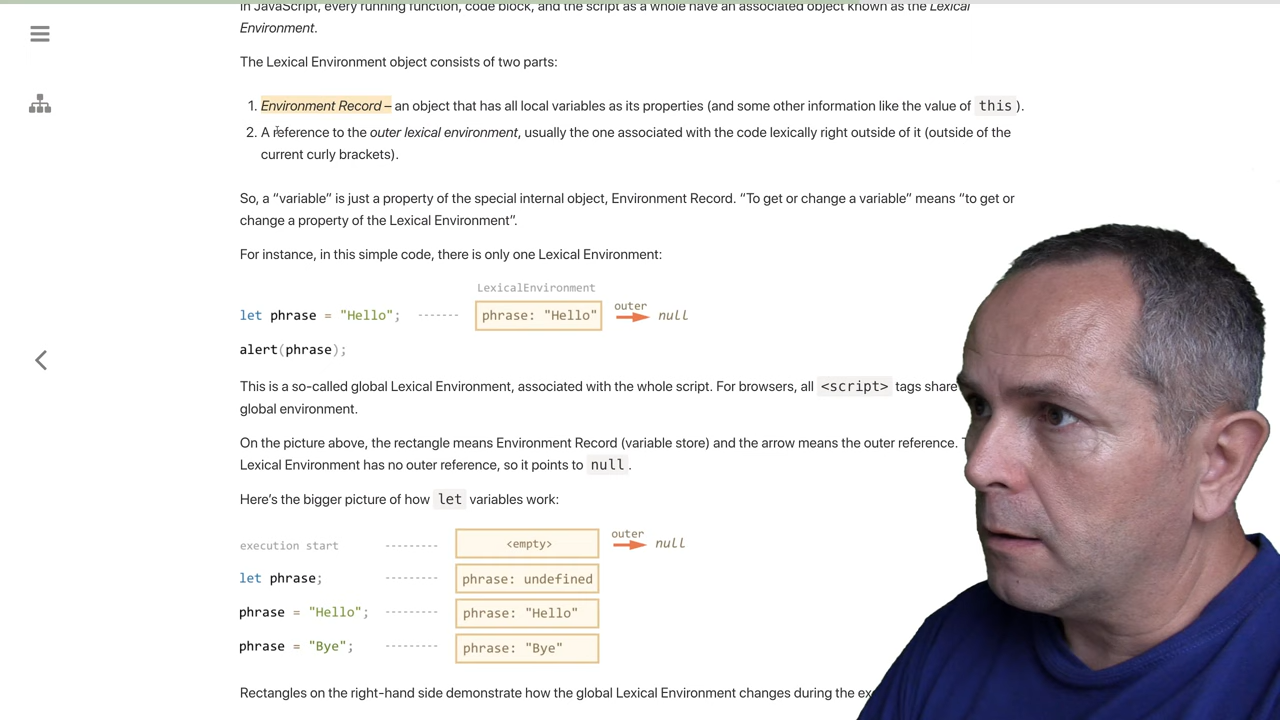 In JavaScript, every running function, code block, and the script as a whole have an associated object known as the Lexical
Environment.
The Lexical Environment object consists of two parts:
1. Environment Record – an object that has all local variables as its properties (and some other information like the value of this ).
2. A reference to the outer lexical environment, usually the one associated with the code lexically right outside of it (outside of the
current curly brackets).
So, a “variable” is just a property of the special internal object, Environment Record. “To get or change a variable” means “to get or
change a property of the Lexical Environment”.
For instance, in this simple code, there is only one Lexical Environment:
LexicalEnvironment
outer
let phrase = "Hello"; ------- phrase: "Hello" null
alert(phrase);
This is a so-called global Lexical Environment, associated with the whole script. For browsers, all <script> tags share
global environment.
On the picture above, the rectangle means Environment Record (variable store) and the arrow means the outer reference.
Lexical Environment has no outer reference, so it points to null .
Here’s the bigger picture of how let variables work:
outer
execution start --------- <empty> null
let phrase; --------- phrase: undefined
phrase = "Hello"; --------- phrase: "Hello"
phrase = "Bye"; --------- phrase: "Bye"
Rectangles on the right-hand side demonstrate how the global Lexical Environment changes during the